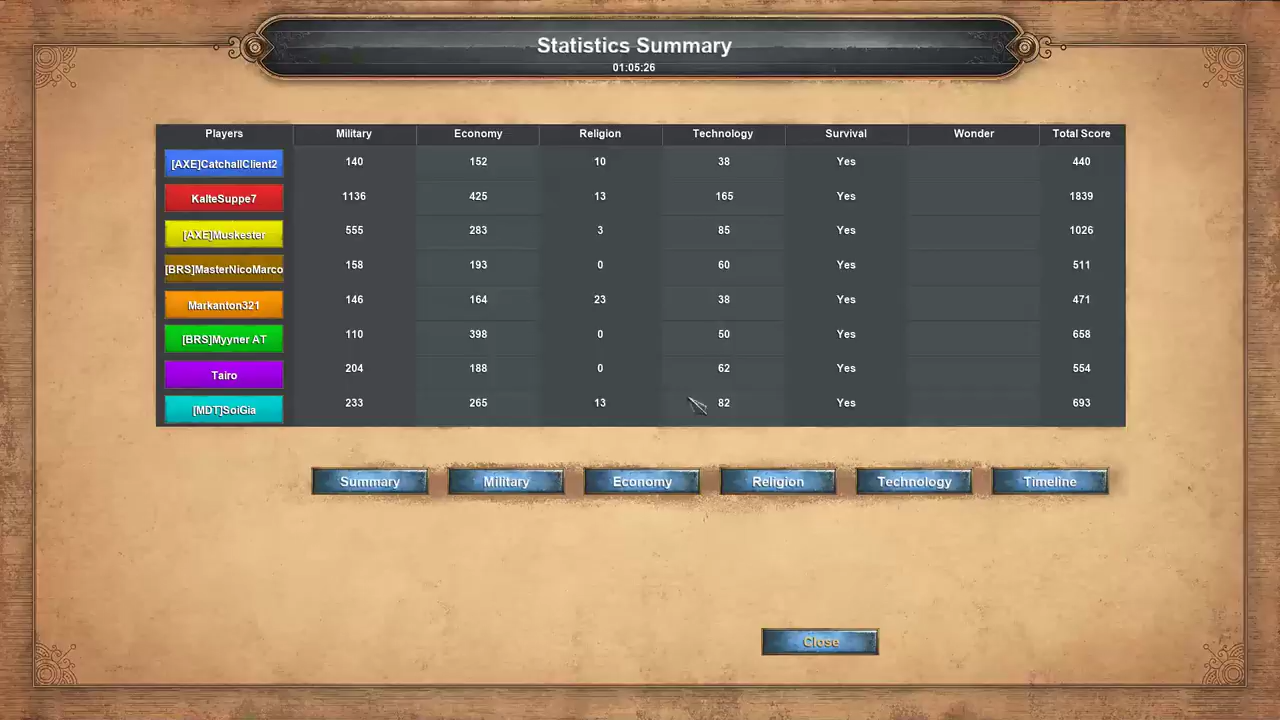 Statistics Summary
01:05:26
Players Military Economy Religion Technology Survival Wonder Total Score
[AXE]CatchallClient2 140 152 10 38 Yes 440
KalteSuppe7 1136 425 13 165 Yes 1839
[AXE]Muskester 555 283 3 85 Yes 1026
[BRS]MasterNicoMarco 158 193 0 60 Yes 511
Markanton321 146 164 23 38 Yes 471
[BRS]Myyner AT 110 398 0 50 Yes 658
Tairo 204 188 0 62 Yes 554
[MDT]SoiGia 233 265 13 82 Yes 693
Summary Military Economy Religion Technology Timeline
Close